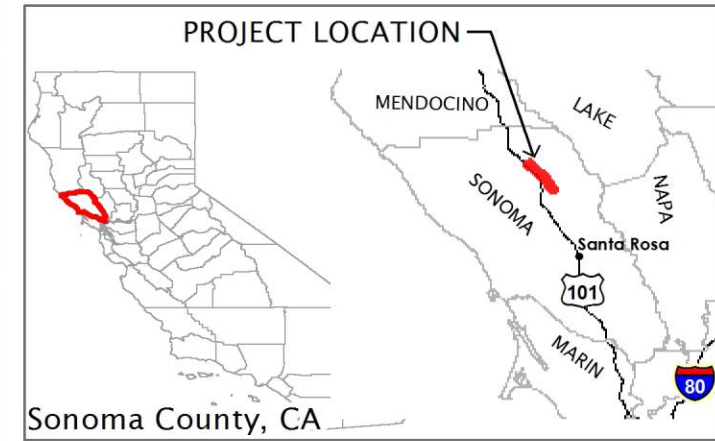 PROJECT LOCATION
MENDOCINO
LAKE
SONOMA
NAPA
Santa Rosa
101
MARIN
80
Sonoma County, CA